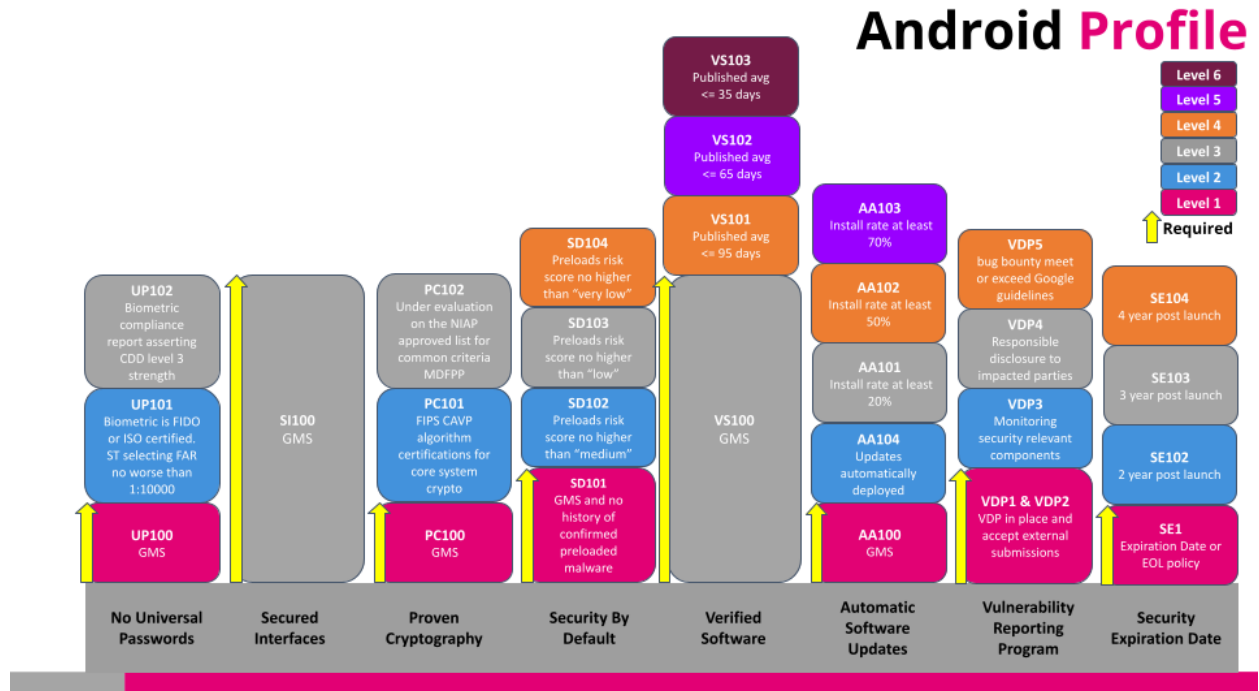 Android Profile
Level 6
Level 5
Level 4
Level 3
Level 2
Level 1
Required
UP102
Biometric
compliance
report asserting
CDD level 3
strength
UP101
Biometric is FIDO
or ISO certified.
ST selecting FAR
no worse than
1:10000
UP100
GMS
No Universal
Passwords
SI100
GMS
Secured
Interfaces
PC102
Under evaluation
on the NIAP
approved list for
common criteria
MDFPP
PC101
FIPS CAVP
algorithm
certifications for
core system
crypto
PC100
GMS
Proven
Cryptography
SD104
Preloads risk
score no higher
than “very low”
SD103
Preloads risk
score no higher
than “low”
SD102
Preloads risk
score no higher
than “medium”
SD101
GMS and no
history of
confirmed
preloaded
malware
Security By
Default
VS103
Published avg
<= 35 days
VS102
Published avg
<= 65 days
VS101
Published avg
<= 95 days
VS100
GMS
Verified
Software
AA103
Install rate at least
70%
AA102
Install rate at least
50%
AA101
Install rate at least
20%
AA104
Updates
automatically
deployed
AA100
GMS
Automatic
Software
Updates
VDP5
bug bounty meet
or exceed Google
guidelines
VDP4
Responsible
disclosure to
impacted parties
VDP3
Monitoring
security relevant
components
VDP1 & VDP2
VDP in place and
accept external
submissions
Vulnerability
Reporting
Program
SE104
4 year post launch
SE103
3 year post launch
SE102
2 year post launch
SE1
Expiration Date or
EOL policy
Security
Expiration Date